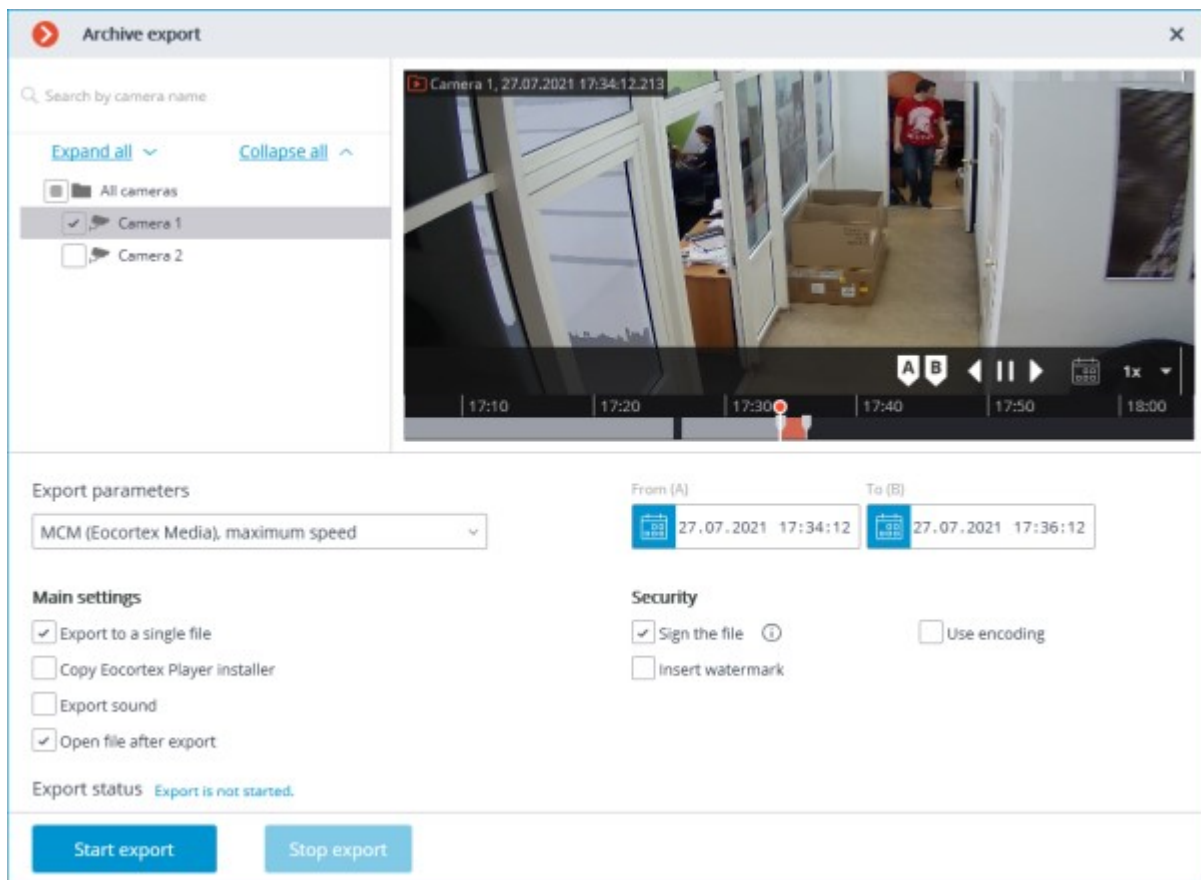 Archive export
Search by camera name
Expand all
Collapse all
All cameras
Camera 1
Camera 2
Camera 1, 27.07.2021 17:34:12.213
A B 1x
17:10 17:20 17:30 17:40 17:50 18:00
Export parameters
From (A) To (B)
MCM (Eocortex Media), maximum speed
27.07.2021 17:34:12 27.07.2021 17:36:12
Main settings
Security
Export to a single file
Sign the file
Use encoding
Copy Eocortex Player installer
Insert watermark
Export sound
Open file after export
Export status Export is not started.
Start export
Stop export